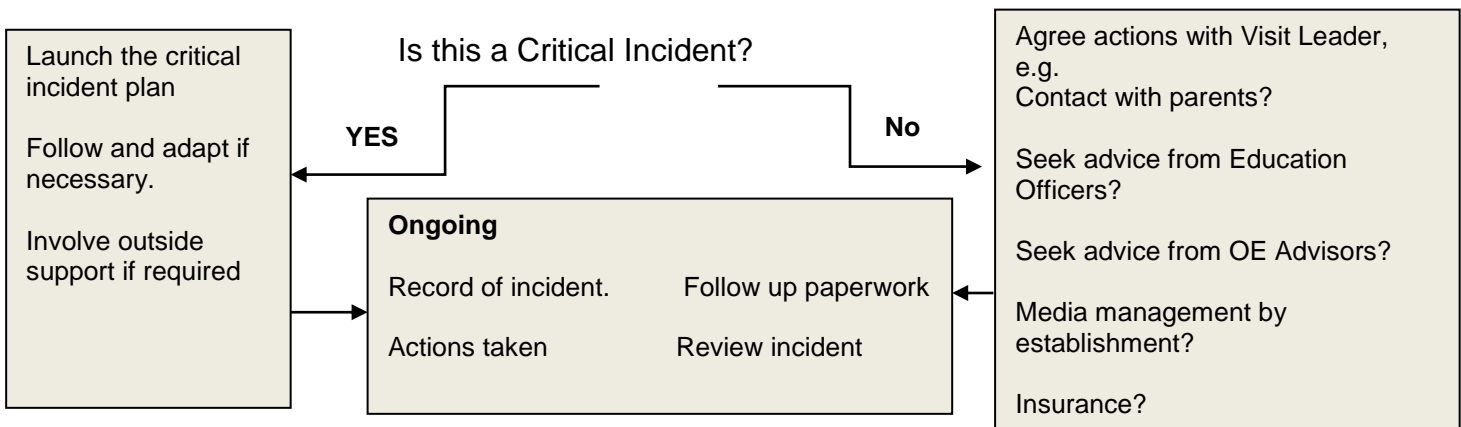 Is this a Critical Incident?
YES
No
Launch the critical
incident plan
Follow and adapt if
necessary.
Involve outside
support if required
Ongoing
Record of incident. Follow up paperwork
Actions taken Review incident
Agree actions with Visit Leader,
e.g.
Contact with parents?
Seek advice from Education
Officers?
Seek advice from OE Advisors?
Media management by
establishment?
Insurance?